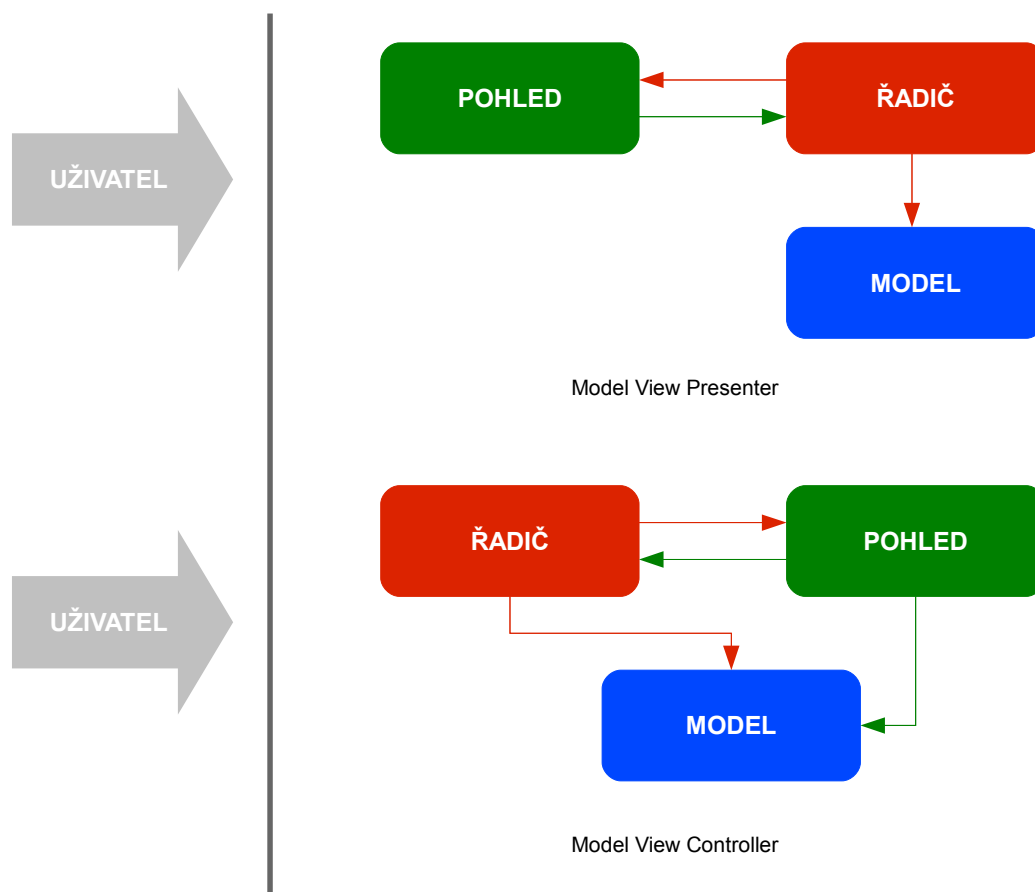 POHLED
ŘADIČ
UŽIVATEL
MODEL
Model View Presenter
ŘADIČ
POHLED
UŽIVATEL
MODEL
Model View Controller